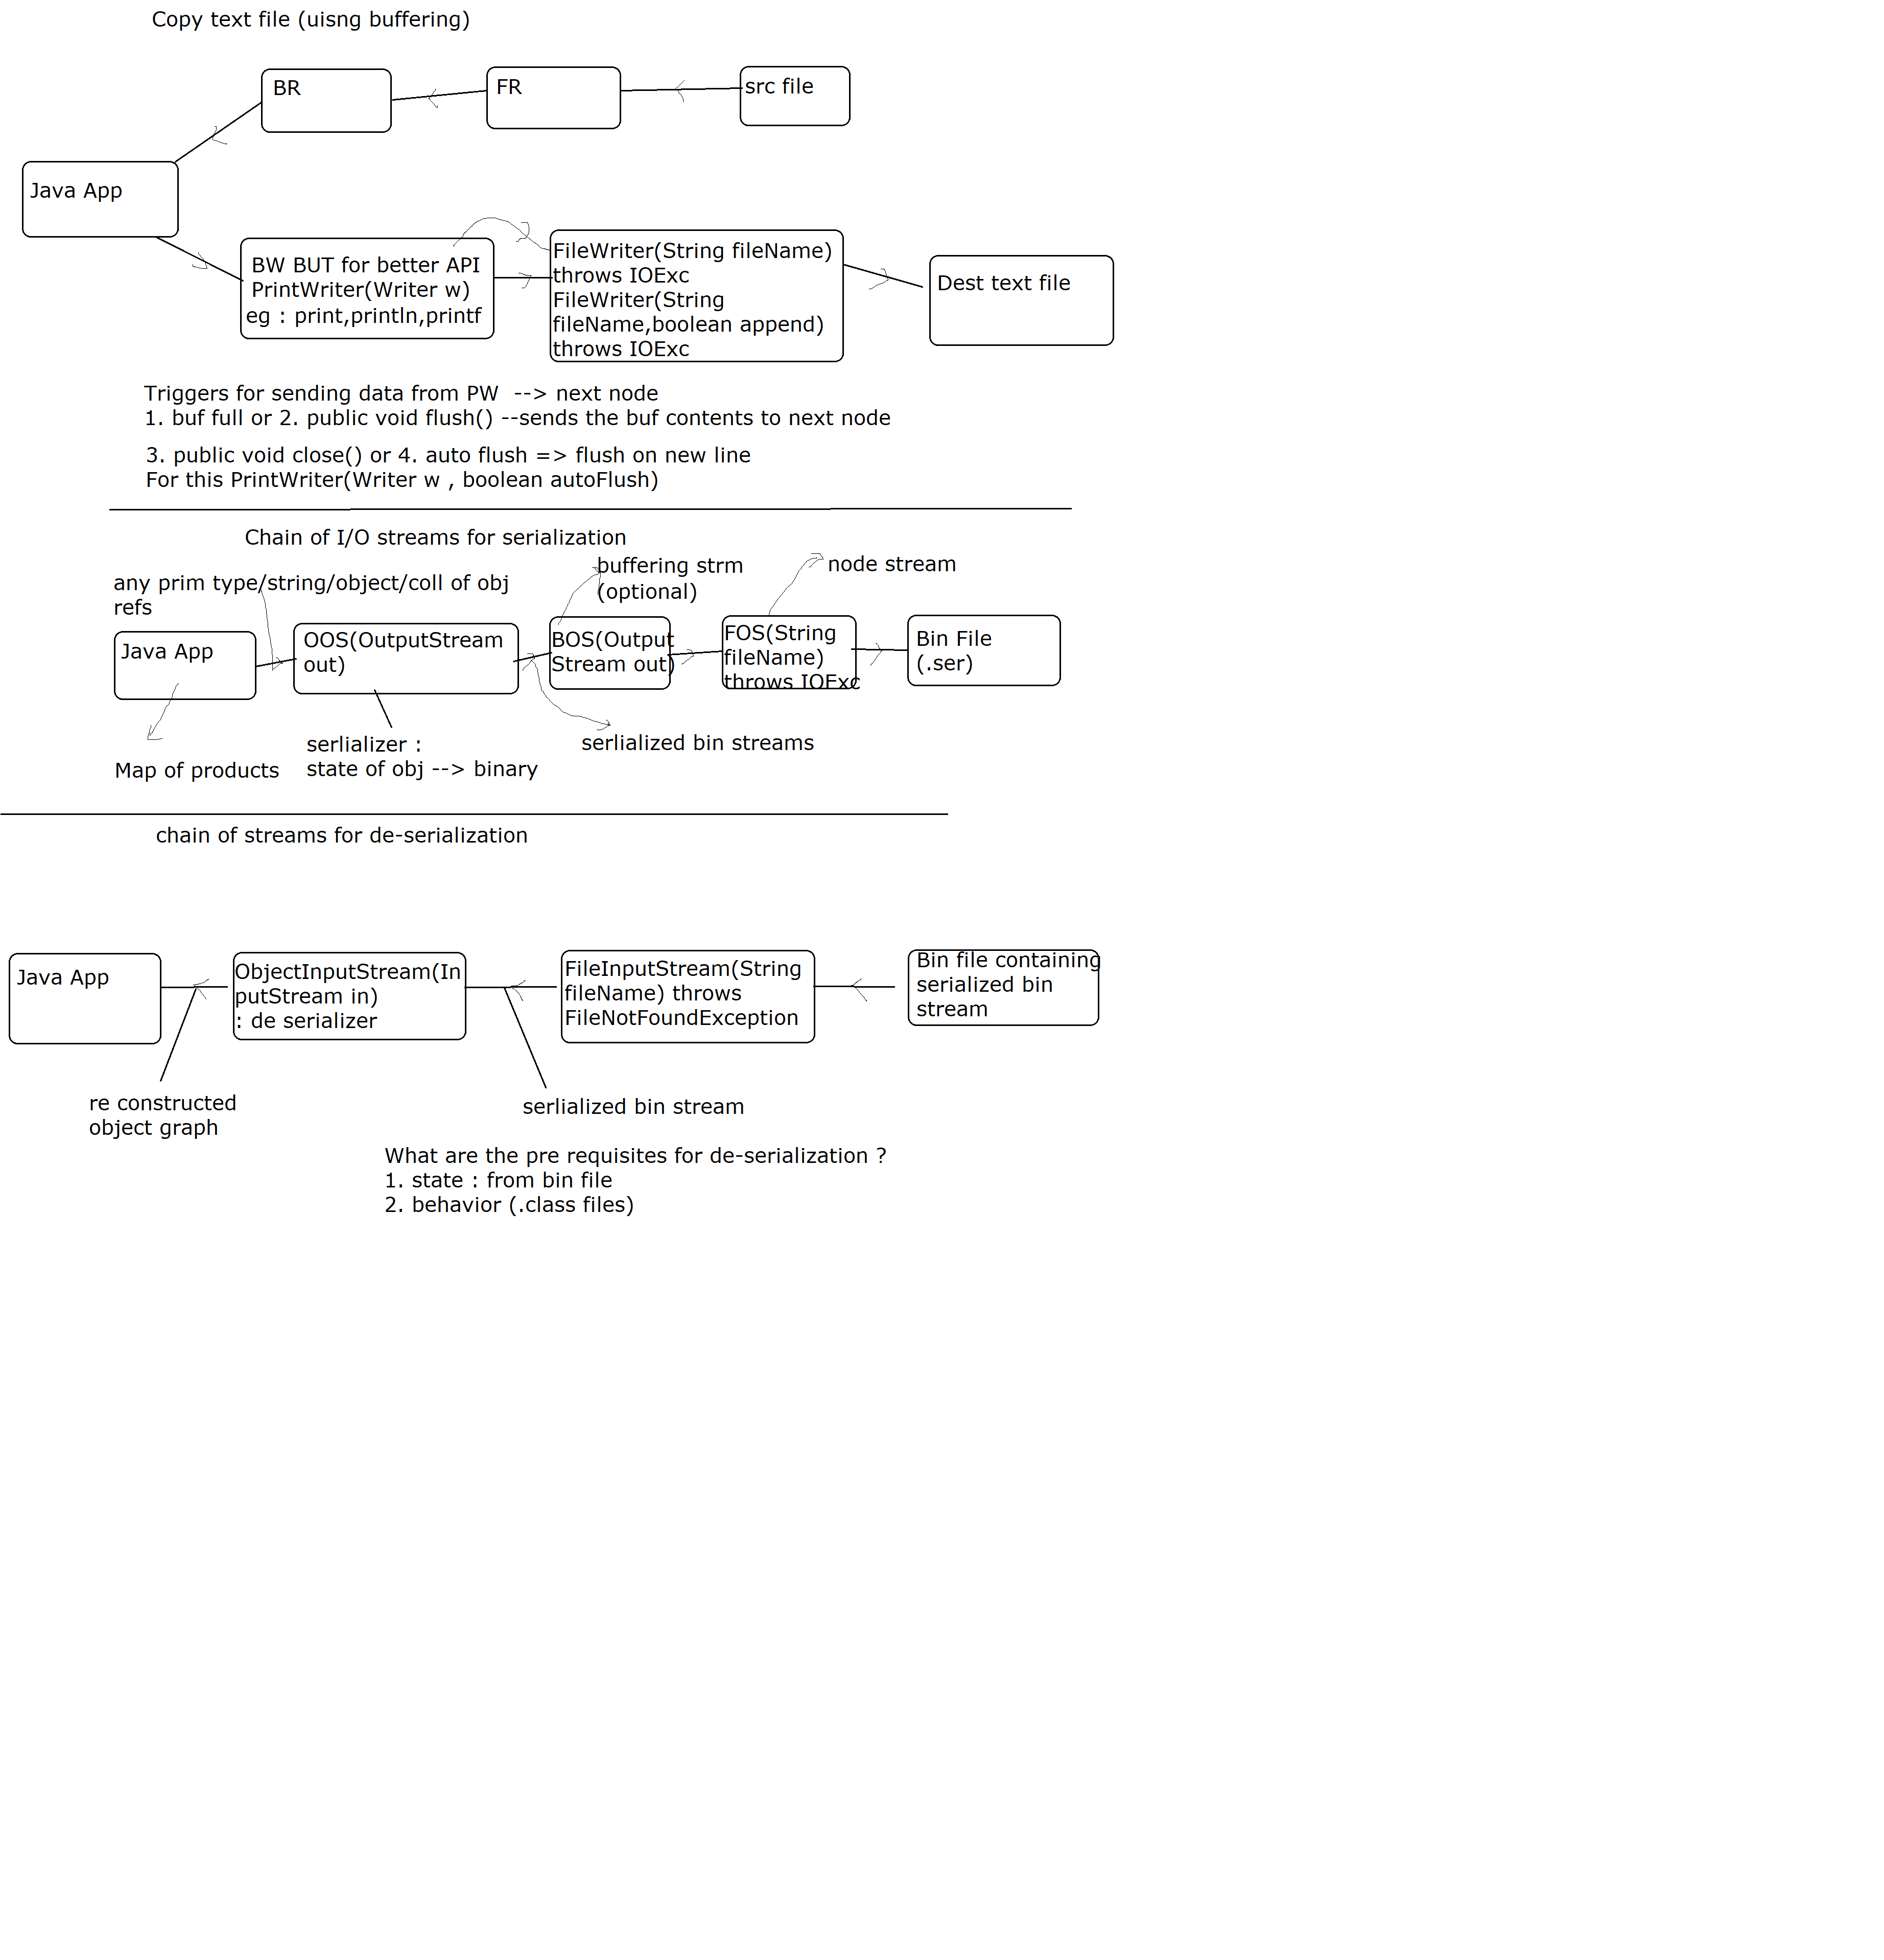 Copy text file (uisng buffering)
BR
FR
src file
Java App
BW BUT for better API
PrintWriter(Writer w)
eg : print,println,printf
FileWriter(String fileName)
throws IOExc
FileWriter(String
fileName,boolean append)
throws IOExc
Dest text file
Triggers for sending data from PW  --> next node
1. buf full or 2. public void flush() --sends the buf contents to next node
3. public void close() or 4. auto flush => flush on new line
For this PrintWriter(Writer w , boolean autoFlush)
Chain of I/O streams for serialization
any prim type/string/object/coll of obj
refs
buffering strm
(optional)
node stream
Java App
OOS(OutputStream
out)
BOS(Output
Stream out)
FOS(String
fileName)
throws IOExc
Bin File
(.ser)
Map of products
serlializer :
state of obj --> binary
serlialized bin streams
chain of streams for de-serialization
Java App
ObjectInputStream(In
putStream in)
: de serializer
FileInputStream(String
fileName) throws
FileNotFoundException
Bin file containing
serialized bin
stream
re constructed
object graph
serlialized bin stream
What are the pre requisites for de-serialization ?
1. state : from bin file
2. behavior (.class files)